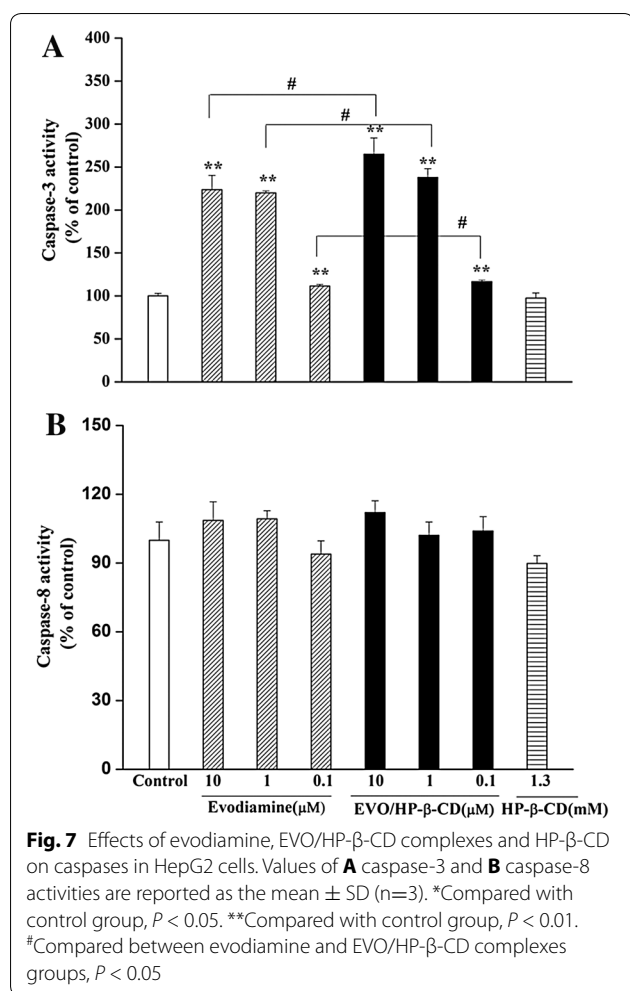 A
400
350
300
250
200
150
100
50
0
Caspase-3 activity
(% of control)
#
#
#
** ** ** ** ** **
B
150
120
90
60
30
0
Caspase-8 activity
(% of control)
Control 10 1 0.1 10 1 0.1 1.3
Evodiamine(μM) EVO/HP-β-CD(μM) HP-β-CD(mM)
Fig. 7 Effects of evodiamine, EVO/HP-β-CD complexes and HP-β-CD
on caspases in HepG2 cells. Values of A caspase-3 and B caspase-8
activities are reported as the mean ± SD (n=3). *Compared with
control group, P < 0.05. **Compared with control group, P < 0.01.
#Compared between evodiamine and EVO/HP-β-CD complexes
groups, P < 0.05